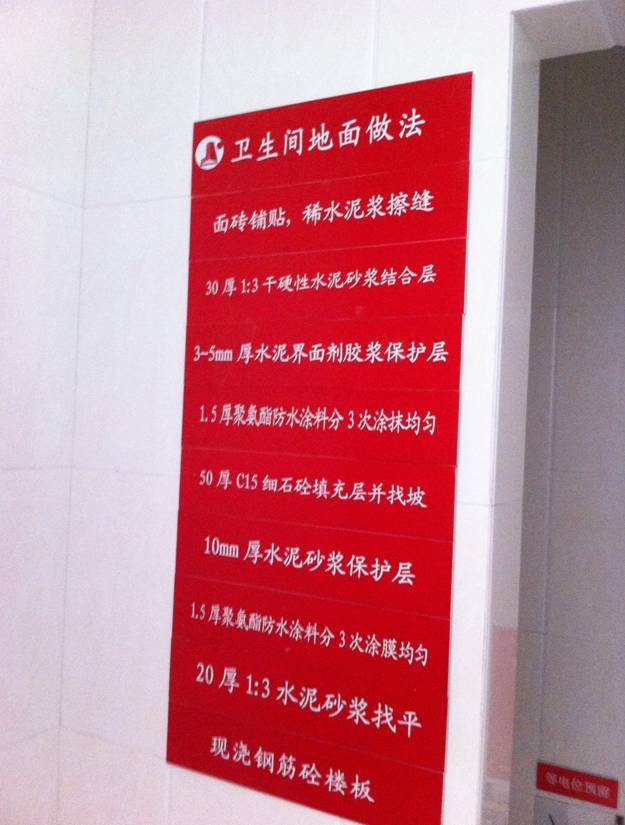 卫生间地面做法
面砖铺贴，稀水泥浆擦缝
30厚1:3干硬性水泥砂浆结合层
3-5mm厚水泥界面剂胶浆保护层
1.5厚聚氨酯防水涂料分3次涂抹均匀
50厚C15细石砼填充层并找坡
10mm厚水泥砂浆保护层
1.5厚聚氨酯防水涂料分3次涂膜均匀
20厚1:3水泥砂浆找平
现浇钢筋砼楼板
等电位预留